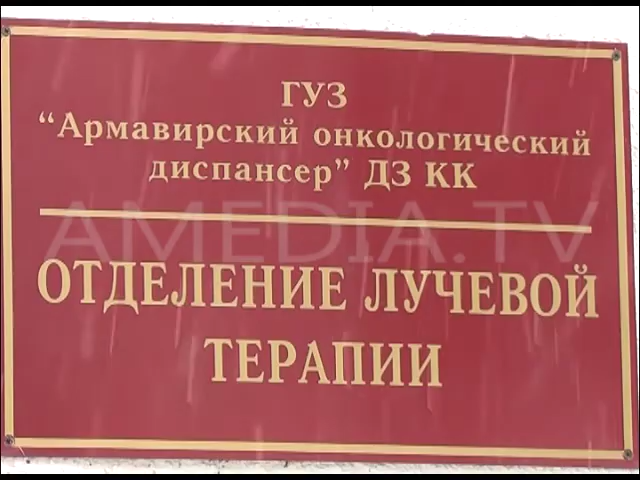 ГУЗ
“Армавирский онкологический
диспансер” ДЗ КК
AMEDIA.TV
ОТДЕЛЕНИЕ ЛУЧЕВОЙ
ТЕРАПИИ